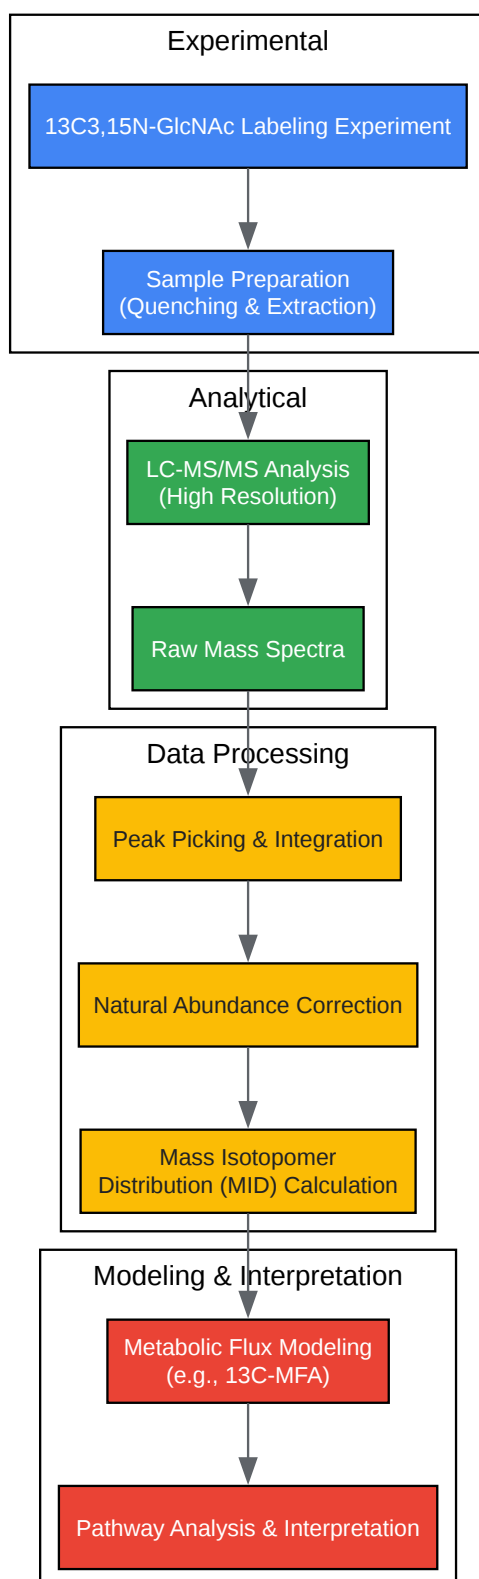 Experimental
13C3,15N-GlcNAc Labeling Experiment
Sample Preparation
(Quenching & Extraction)
Analytical
LC-MS/MS Analysis
(High Resolution)
Raw Mass Spectra
Data Processing
Peak Picking & Integration
Natural Abundance Correction
Mass Isotopomer
Distribution (MID) Calculation
Modeling & Interpretation
Metabolic Flux Modeling
(e.g., 13C-MFA)
Pathway Analysis & Interpretation